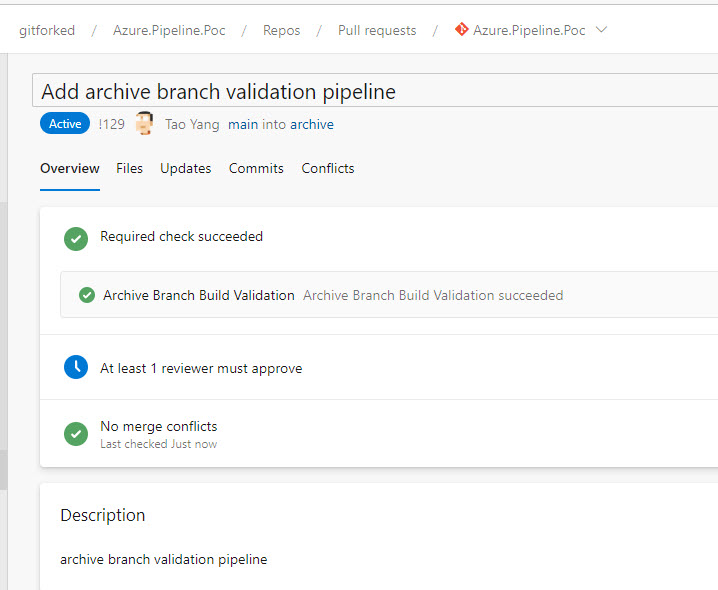 gitforked / Azure.Pipeline.Poc / Repos / Pull requests / Azure.Pipeline.Poc
Add archive branch validation pipeline
Active !129 Tao Yang main into archive
Overview Files Updates Commits Conflicts
Required check succeeded
Archive Branch Build Validation Archive Branch Build Validation succeeded
At least 1 reviewer must approve
No merge conflicts
Last checked Just now
Description
archive branch validation pipeline